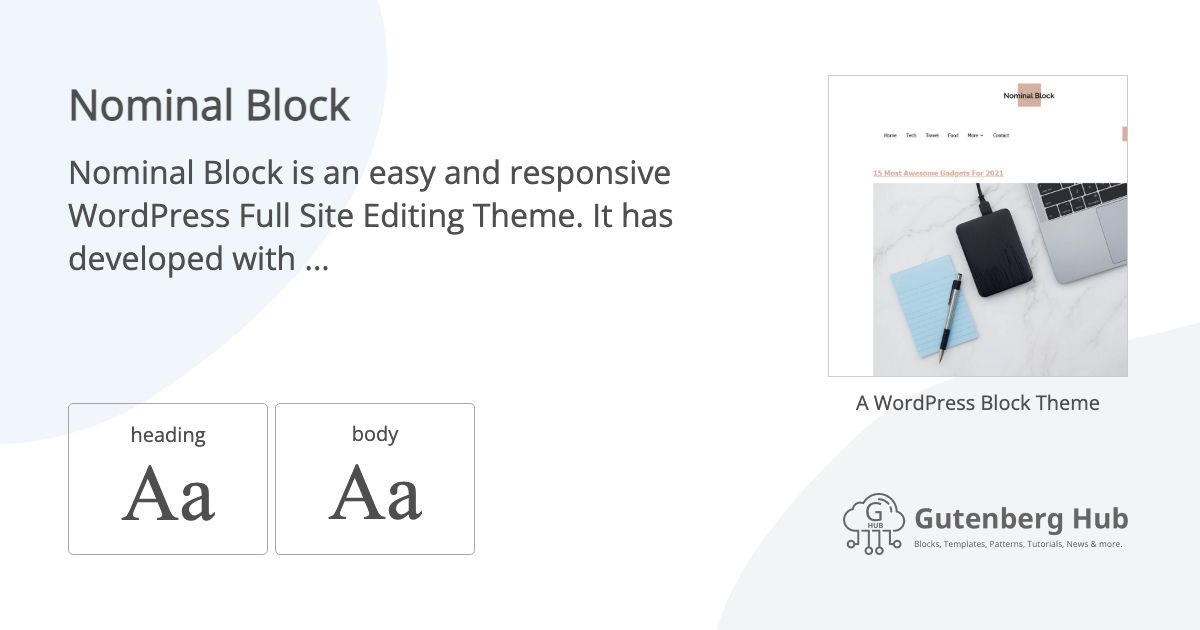 Nominal Block
Nominal Block is an easy and responsive
WordPress Full Site Editing Theme. It has
developed with ...
heading
Aa
body
Aa
Nominal Block
Home Tech Travel Food More Contact
15 Most Awesome Gadgets For 2021
A WordPress Block Theme
G
HUB
Gutenberg Hub
Blocks, Templates, Patterns, Tutorials, News & more.